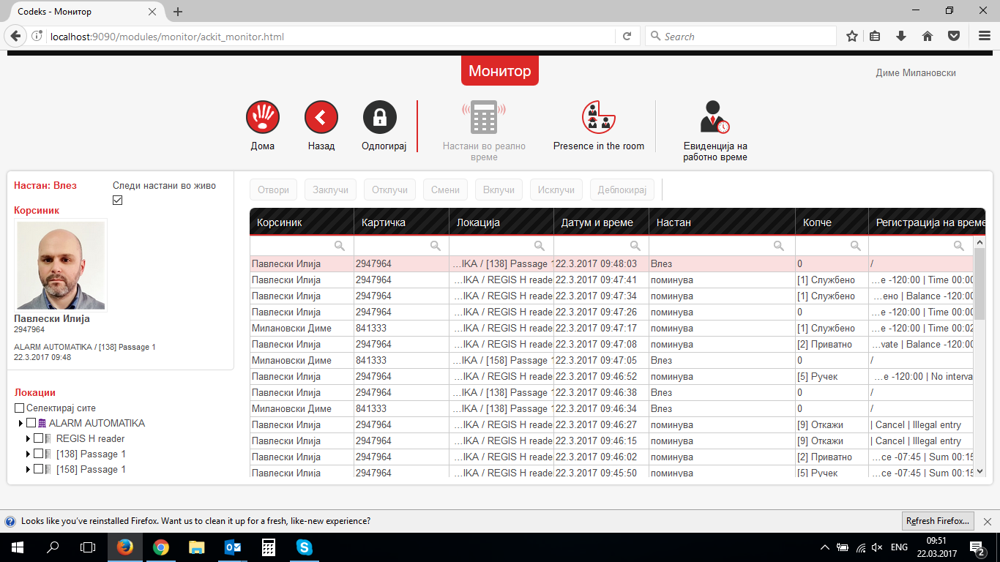 Codeks - Монитор
localhost:9090/modules/monitor/ackit_monitor.html
Search
Монитор
Диме Милановски
Дома
Назад
Одлогирај
Настани во реално
време
Presence in the room
Евиденција на
работно време
Настан: Влез
Следи настани во живо
Корсиник
Павлески Илија
2947964
ALARM AUTOMATIKA / [138] Passage 1
22.3.2017 09:48
Локации
Селектирај сите
ALARM AUTOMATIKA
REGIS H reader
[138] Passage 1
[158] Passage 1
Отвори Заклучи Отклучи Смени Вклучи Исклучи Деблокирај
Корсиник Картичка Локација Датум и време Настан Копче Регистрација на време
Павлески Илија 2947964 ...IKA / [138] Passage 1 22.3.2017 09:48:03 Влез 0 /
Павлески Илија 2947964 ...IKA / REGIS H reade 22.3.2017 09:47:41 поминува [1] Службено ...e -120:00 | Time 00:00
Павлески Илија 2947964 ...IKA / REGIS H reade 22.3.2017 09:47:34 поминува [1] Службено ...ено | Balance -120:00
Павлески Илија 2947964 ...IKA / REGIS H reade 22.3.2017 09:47:26 поминува 0 ...e -120:00 | Time 00:00
Милановски Диме 841333 ...IKA / REGIS H reade 22.3.2017 09:47:17 поминува [1] Службено ...e -120:00 | Time 00:02
Павлески Илија 2947964 ...IKA / REGIS H reade 22.3.2017 09:47:08 поминува [2] Приватно ...vate | Balance -120:00
Милановски Диме 841333 ...IKA / [158] Passage 1 22.3.2017 09:47:05 Влез 0 /
Павлески Илија 2947964 ...IKA / REGIS H reade 22.3.2017 09:46:52 поминува [5] Ручек ...e -120:00 | No interva
Павлески Илија 2947964 ...IKA / [138] Passage 1 22.3.2017 09:46:38 Влез 0 /
Милановски Диме 841333 ...IKA / [138] Passage 1 22.3.2017 09:46:34 Влез 0 /
Павлески Илија 2947964 ...IKA / REGIS H reade 22.3.2017 09:46:27 поминува [9] Откажи | Cancel | Illegal entry
Павлески Илија 2947964 ...IKA / REGIS H reade 22.3.2017 09:46:15 поминува [9] Откажи | Cancel | Illegal entry
Павлески Илија 2947964 ...IKA / REGIS H reade 22.3.2017 09:46:02 поминува [2] Приватно ...ce -07:45 | Sum 00:15
Павлески Илија 2947964 ...IKA / REGIS H reade 22.3.2017 09:45:50 поминува [5] Ручек ...ce -07:45 | Sum 00:15
Looks like you've reinstalled Firefox. Want us to clean it up for a fresh, like-new experience?
Refresh Firefox...
ENG
09:51
22.03.2017
2